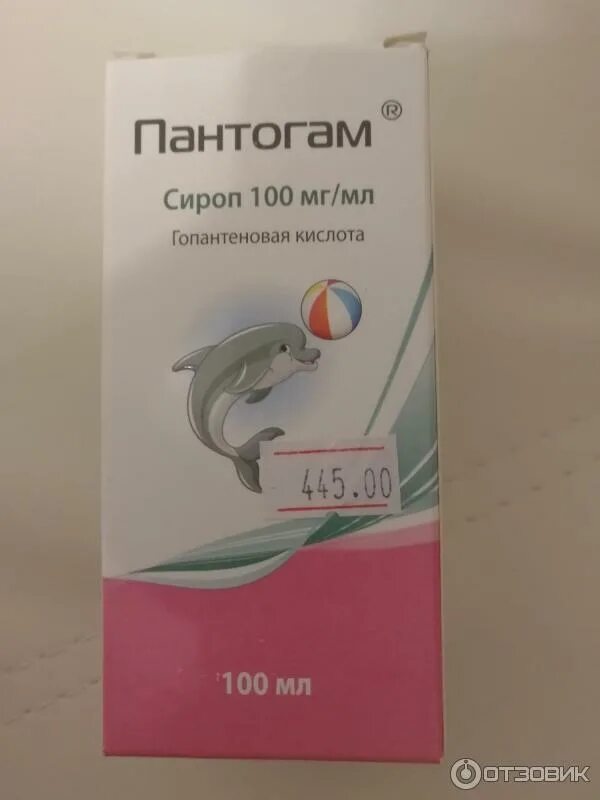 Пантогам®
Сироп 100 мг/мл
Гопантеновая кислота
445.00
100 мл
ОТЗОВИК